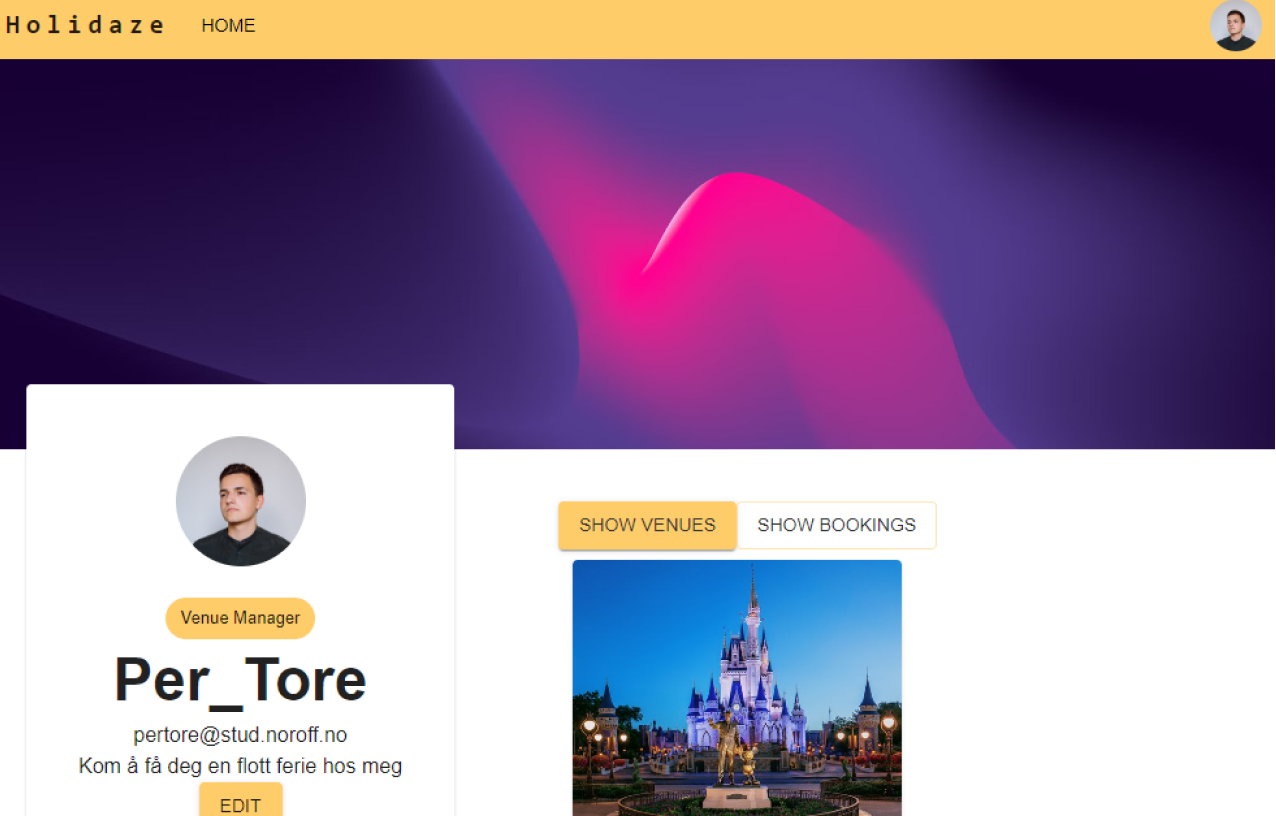 Holidaze HOME
Venue Manager
Per_Tore
pertore@stud.noroff.no
Kom å få deg en flott ferie hos meg
EDIT
SHOW VENUES SHOW BOOKINGS